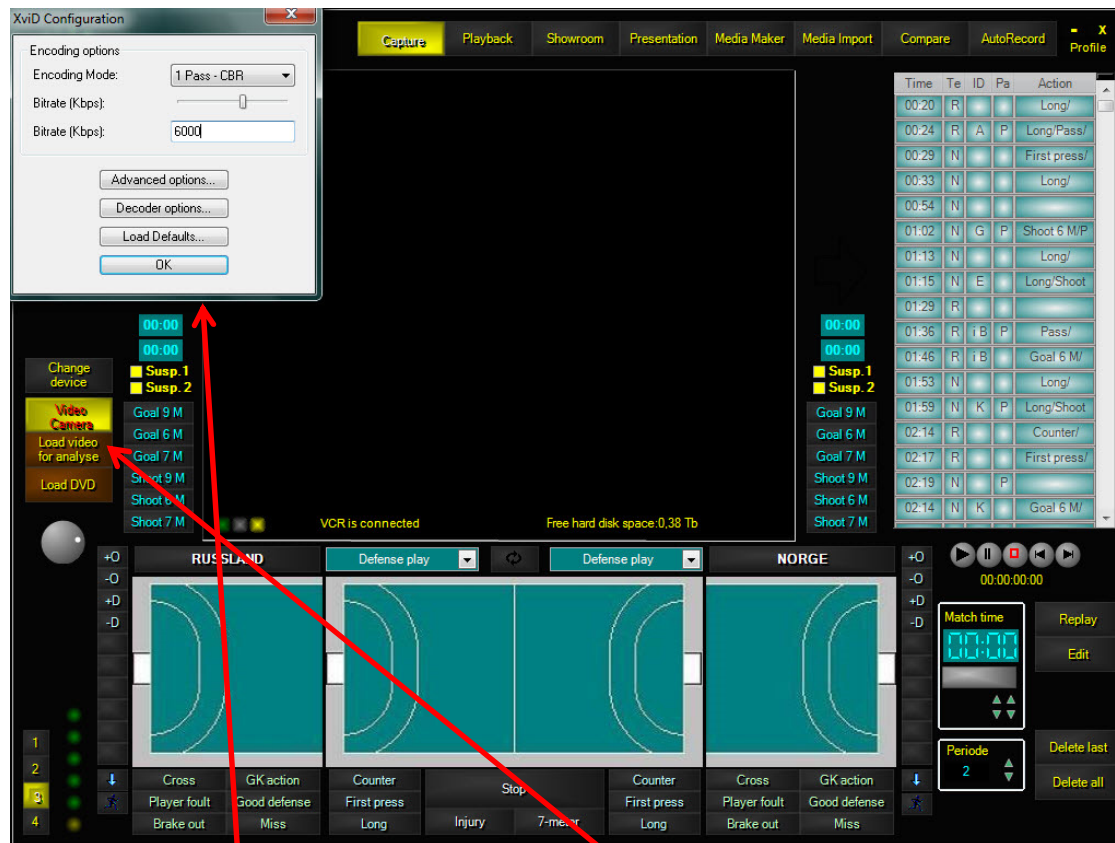 XviD Configuration
X
Encoding options
Encoding Mode:
1 Pass - CBR
Bitrate (Kbps):
Bitrate (Kbps):
6000
Advanced options...
Decoder options...
Load Defaults...
OK
Capture
Playback
Showroom
Presentation
Media Maker
Media Import
Compare
AutoRecord
- X
Profile
Time Te ID Pa Action
00:20 R Long/
00:24 R A P Long/Pass/
00:29 N First press/
00:33 N Long/
00:54 N
01:02 N G P Shoot 6 M/P
01:13 N Long/
01:15 N E Long/Shoot
01:29 R
01:36 R i B P Pass/
01:46 R i B Goal 6 M/
01:53 N Long/
01:59 N K P Long/Shoot
02:14 R Counter/
02:17 R First press/
02:19 N P
02:14 N K Goal 6 M/
Change
device
Video
Camera
Load video
for analyse
Load DVD
00:00
00:00
Susp.1
Susp.2
Goal 9 M
Goal 6 M
Goal 7 M
Shoot 9 M
Shoot 6 M
Shoot 7 M
VCR is connected
Free hard disk space:0,38 Tb
00:00
00:00
Susp.1
Susp.2
Goal 9 M
Goal 6 M
Goal 7 M
Shoot 9 M
Shoot 6 M
Shoot 7 M
+O
-O
+D
-D
RUSSLAND
Defense play
Defense play
NORGE
+O
-O
+D
-D
00:00:00:00
Match time
00:00
Replay
Edit
Periode
2
Delete last
Delete all
1
2
3
4
Cross GK action
Player foult Good defense
Brake out Miss
Counter
First press
Long
Stop
Injury 7-meter
Counter
First press
Long
Cross GK action
Player foult Good defense
Brake out Miss